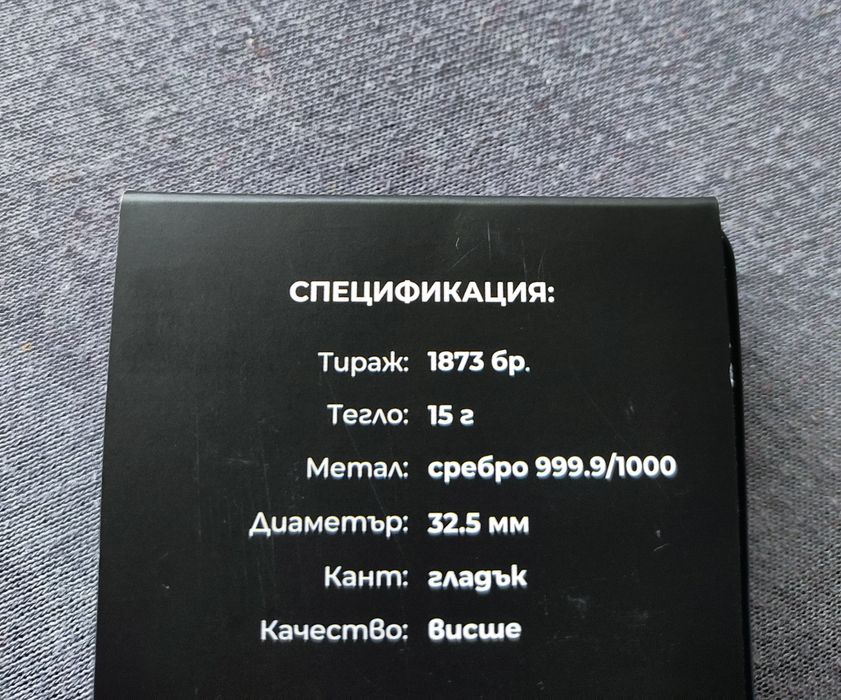 СПЕЦИФИКАЦИЯ:
Тираж: 1873 бр.
Тегло: 15 г
Метал: сребро 999.9/1000
Диаметър: 32.5 мм
Кант: гладък
Качество: висше